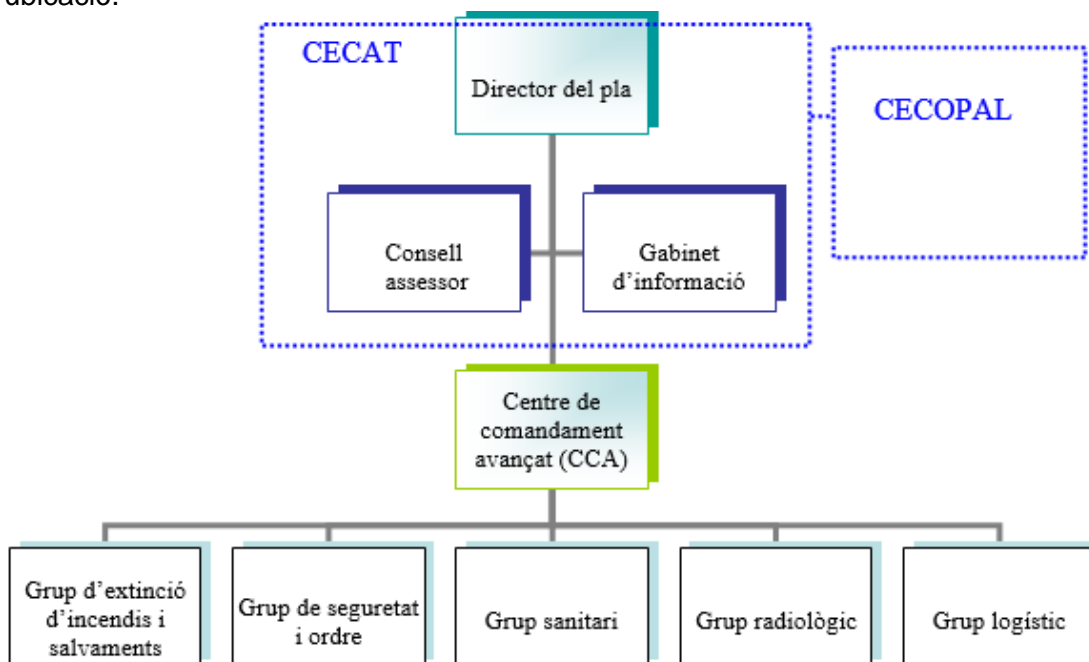 ubicació.
CECAT
Director del pla
CECOPAL
Consell
assessor
Gabinet
d’informació
Centre de
comandament
avançat (CCA)
Grup d’extinció
d’incendis i
salvaments
Grup de seguretat
i ordre
Grup sanitari
Grup radiològic
Grup logístic